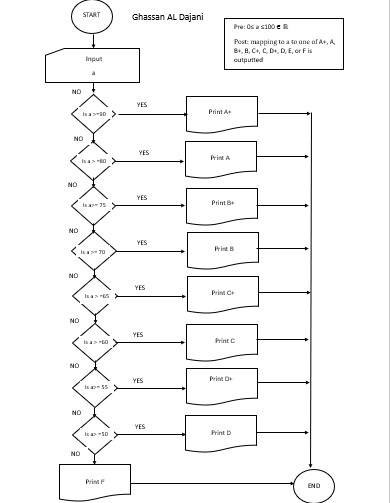 START
Ghassan AL Dajani
Pre: 0≤ a ≤100 ∈ ℝ
Post: mapping to a to one of A+, A,
B+, B, C+, C, D+, D, E, or F is
outputted
Input
a
NO
Is a >=90
YES
Print A+
NO
Is a > =80
YES
Print A
NO
Is a>= 75
YES
Print B+
NO
Is a>= 70
YES
Print B
NO
Is a > =65
YES
Print C+
NO
Is a > =60
YES
Print C
NO
Is a>= 55
YES
Print D+
NO
Is a> =50
YES
Print D
NO
Print F
END